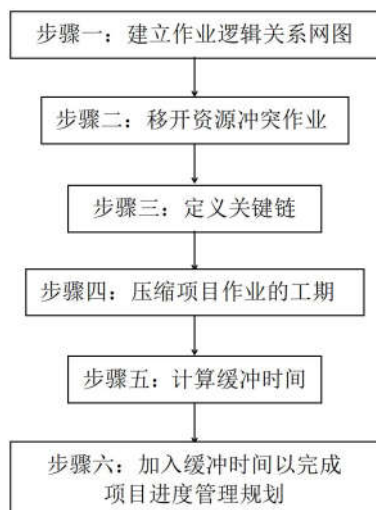 步骤一：建立作业逻辑关系网图
步骤二：移开资源冲突作业
步骤三：定义关键链
步骤四：压缩项目作业的工期
步骤五：计算缓冲时间
步骤六：加入缓冲时间以完成
项目进度管理规划